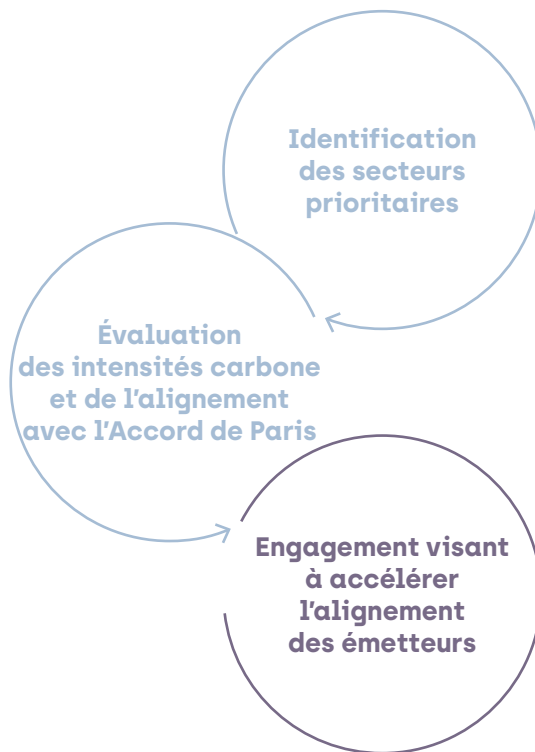 Identification
des secteurs
prioritaires
Évaluation
des intensités carbone
et de l'alignement
avec l'Accord de Paris
Engagement visant
à accélérer
l'alignement
des émetteurs